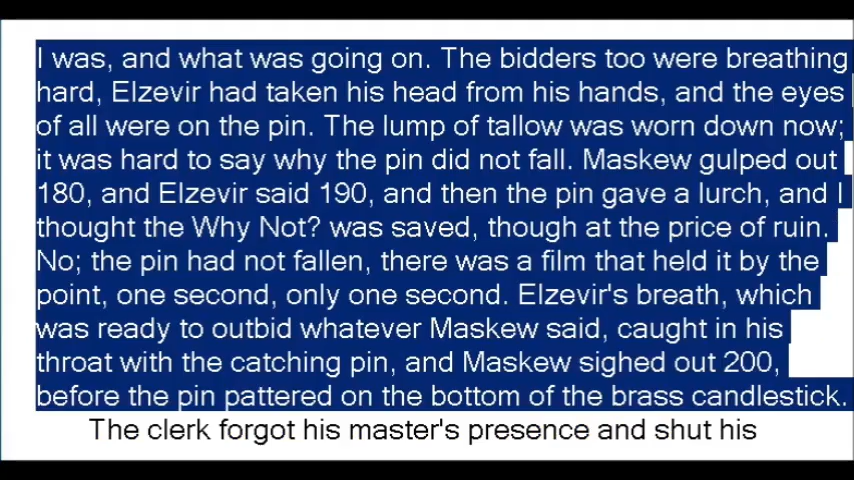 I was, and what was going on. The bidders too were breathing
hard, Elzevir had taken his head from his hands, and the eyes
of all were on the pin. The lump of tallow was worn down now;
it was hard to say why the pin did not fall. Maskew gulped out
180, and Elzevir said 190, and then the pin gave a lurch, and I
thought the Why Not? was saved, though at the price of ruin.
No; the pin had not fallen, there was a film that held it by the
point, one second, only one second. Elzevir's breath, which
was ready to outbid whatever Maskew said, caught in his
throat with the catching pin, and Maskew sighed out 200,
before the pin pattered on the bottom of the brass candlestick.
The clerk forgot his master's presence and shut his